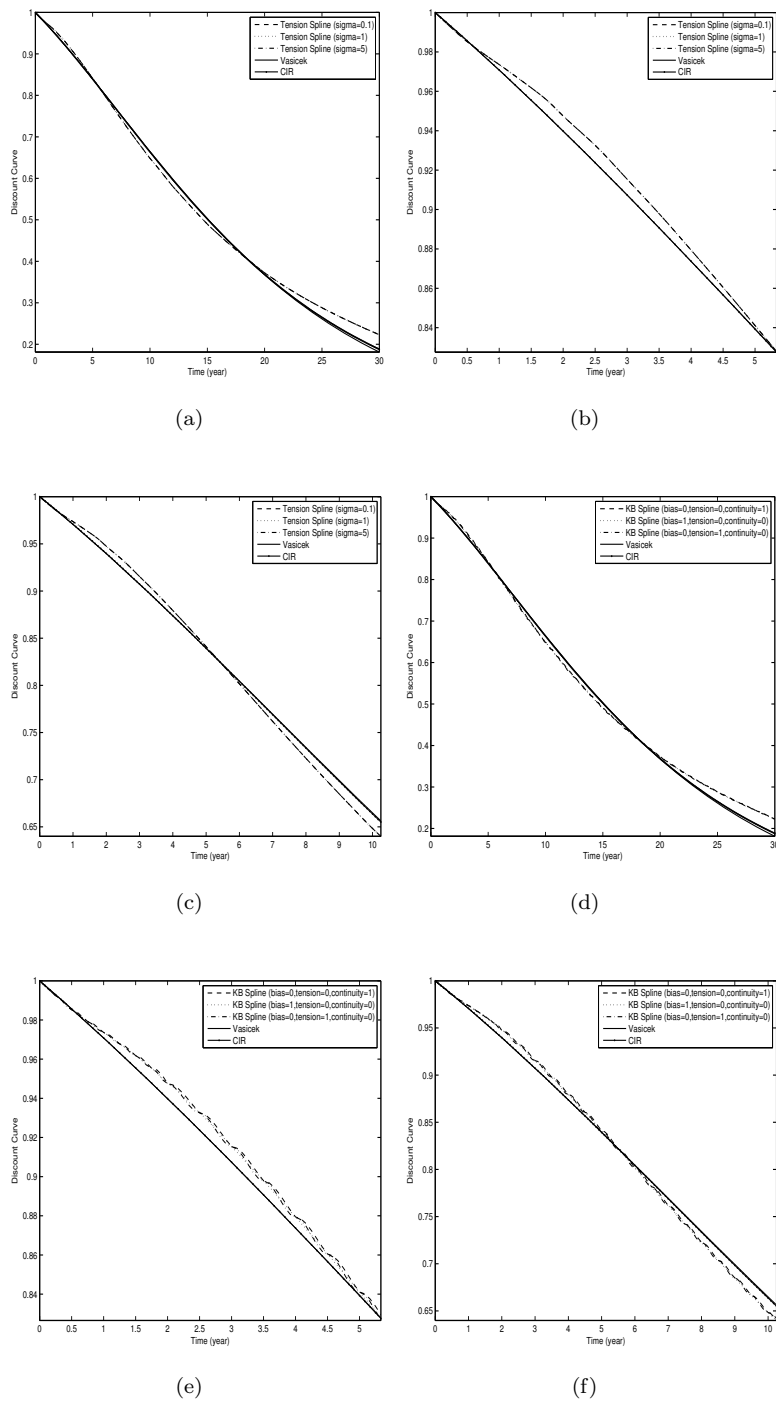 Tension Spline (sigma=0.1)
Tension Spline (sigma=1)
Tension Spline (sigma=5)
Vasicek
CIR
1
0.9
0.8
0.7
0.6
0.5
0.4
0.3
0.2
Discount Curve
0 5 10 15 20 25 30
Time (year)
(a)
Tension Spline (sigma=0.1)
Tension Spline (sigma=1)
Tension Spline (sigma=5)
Vasicek
CIR
1
0.98
0.96
0.94
0.92
0.9
0.88
0.86
0.84
Discount Curve
0 0.5 1 1.5 2 2.5 3 3.5 4 4.5 5
Time (year)
(b)
Tension Spline (sigma=0.1)
Tension Spline (sigma=1)
Tension Spline (sigma=5)
Vasicek
CIR
1
0.95
0.9
0.85
0.8
0.75
0.7
0.65
Discount Curve
0 1 2 3 4 5 6 7 8 9 10
Time (year)
(c)
KB Spline (bias=0,tension=0,continuity=1)
KB Spline (bias=1,tension=0,continuity=0)
KB Spline (bias=0,tension=1,continuity=0)
Vasicek
CIR
1
0.9
0.8
0.7
0.6
0.5
0.4
0.3
0.2
Discount Curve
0 5 10 15 20 25 30
Time (year)
(d)
KB Spline (bias=0,tension=0,continuity=1)
KB Spline (bias=1,tension=0,continuity=0)
KB Spline (bias=0,tension=1,continuity=0)
Vasicek
CIR
1
0.98
0.96
0.94
0.92
0.9
0.88
0.86
0.84
Discount Curve
0 0.5 1 1.5 2 2.5 3 3.5 4 4.5 5
Time (year)
(e)
KB Spline (bias=0,tension=0,continuity=1)
KB Spline (bias=1,tension=0,continuity=0)
KB Spline (bias=0,tension=1,continuity=0)
Vasicek
CIR
1
0.95
0.9
0.85
0.8
0.75
0.7
0.65
Discount Curve
0 1 2 3 4 5 6 7 8 9 10
Time (year)
(f)